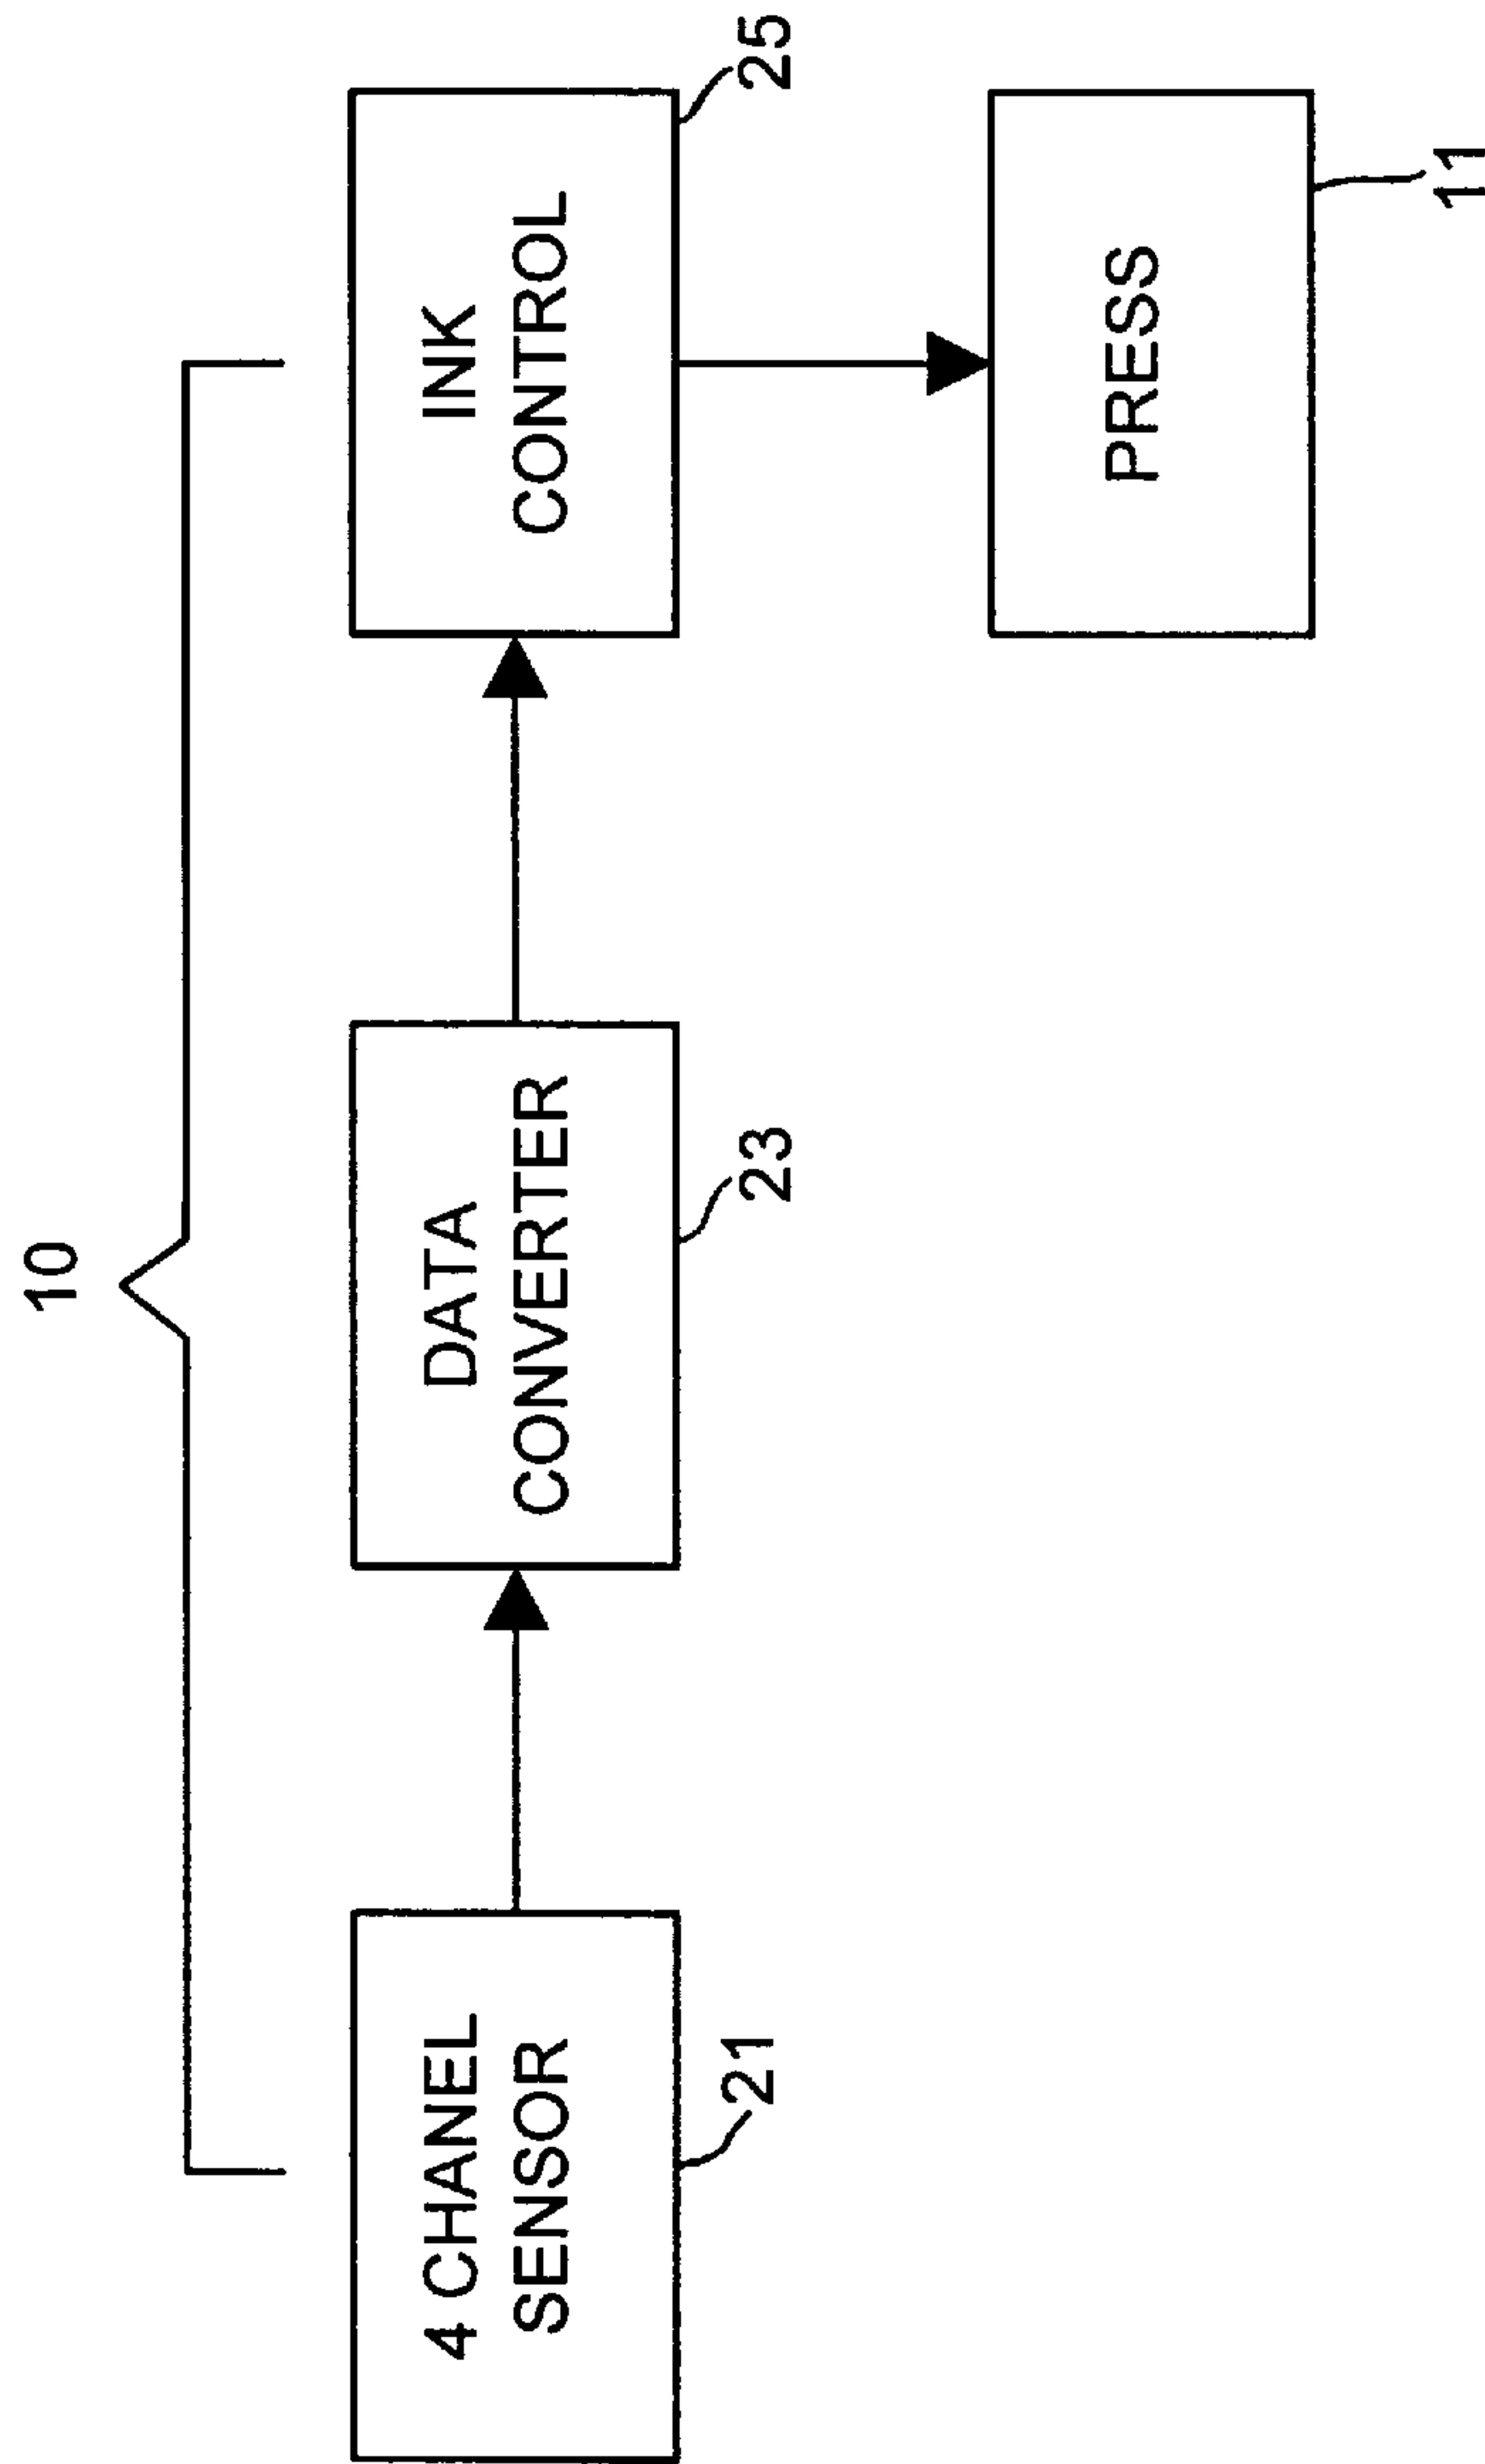 10
4 CHANEL
SENSOR
21
DATA
CONVERTER
23
INK
CONTROL
25
PRESS
11